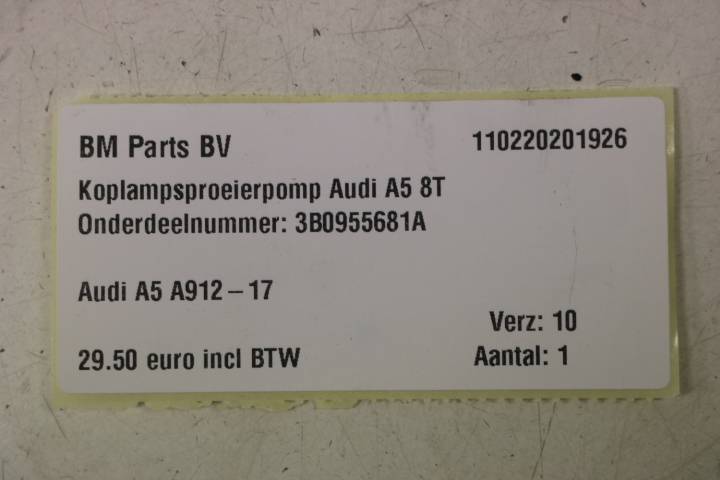 BM Parts BV 110220201926
Koplampsproeierpomp Audi A5 8T
Onderdeelnummer: 3B0955681A
Audi A5 A912 – 17
Verz: 10
29.50 euro incl BTW Aantal: 1